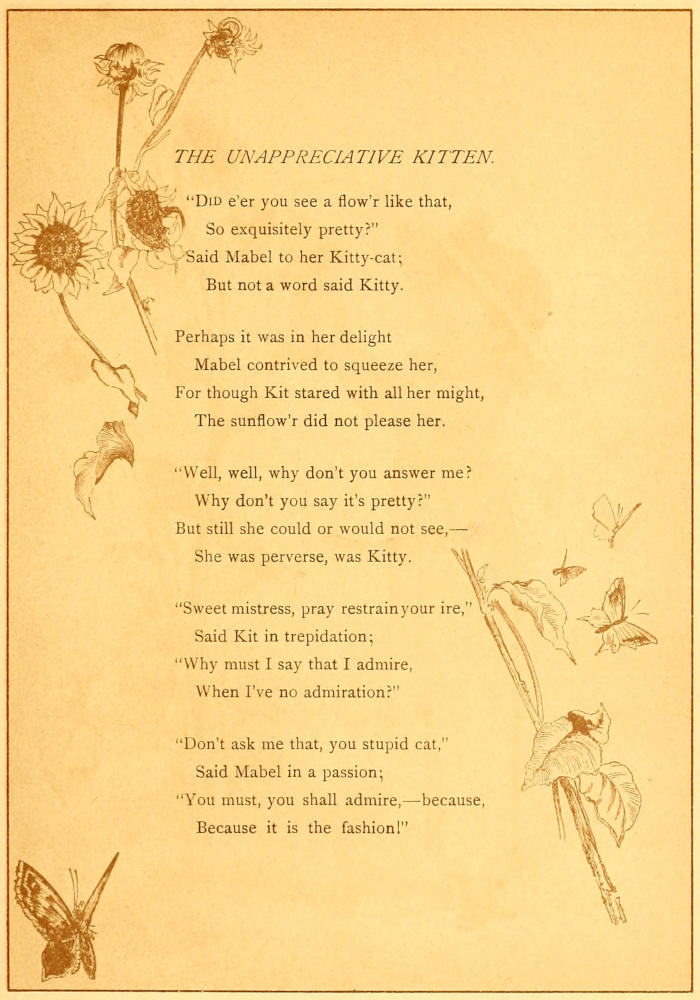 THE UNAPPRECIATIVE KITTEN.
“DID e'er you see a flow'r like that,
So exquisitely pretty?”
Said Mabel to her Kitty-cat;
But not a word said Kitty.
Perhaps it was in her delight
Mabel contrived to squeeze her,
For though Kit stared with all her might,
The sunflow'r did not please her.
“Well, well, why don't you answer me?
Why don't you say it's pretty?”
But still she could or would not see,—
She was perverse, was Kitty.
“Sweet mistress, pray restrain your ire,”
Said Kit in trepidation;
“Why must I say that I admire,
When I've no admiration?”
“Don't ask me that, you stupid cat,”
Said Mabel in a passion;
“You must, you shall admire,—because,
Because it is the fashion!”